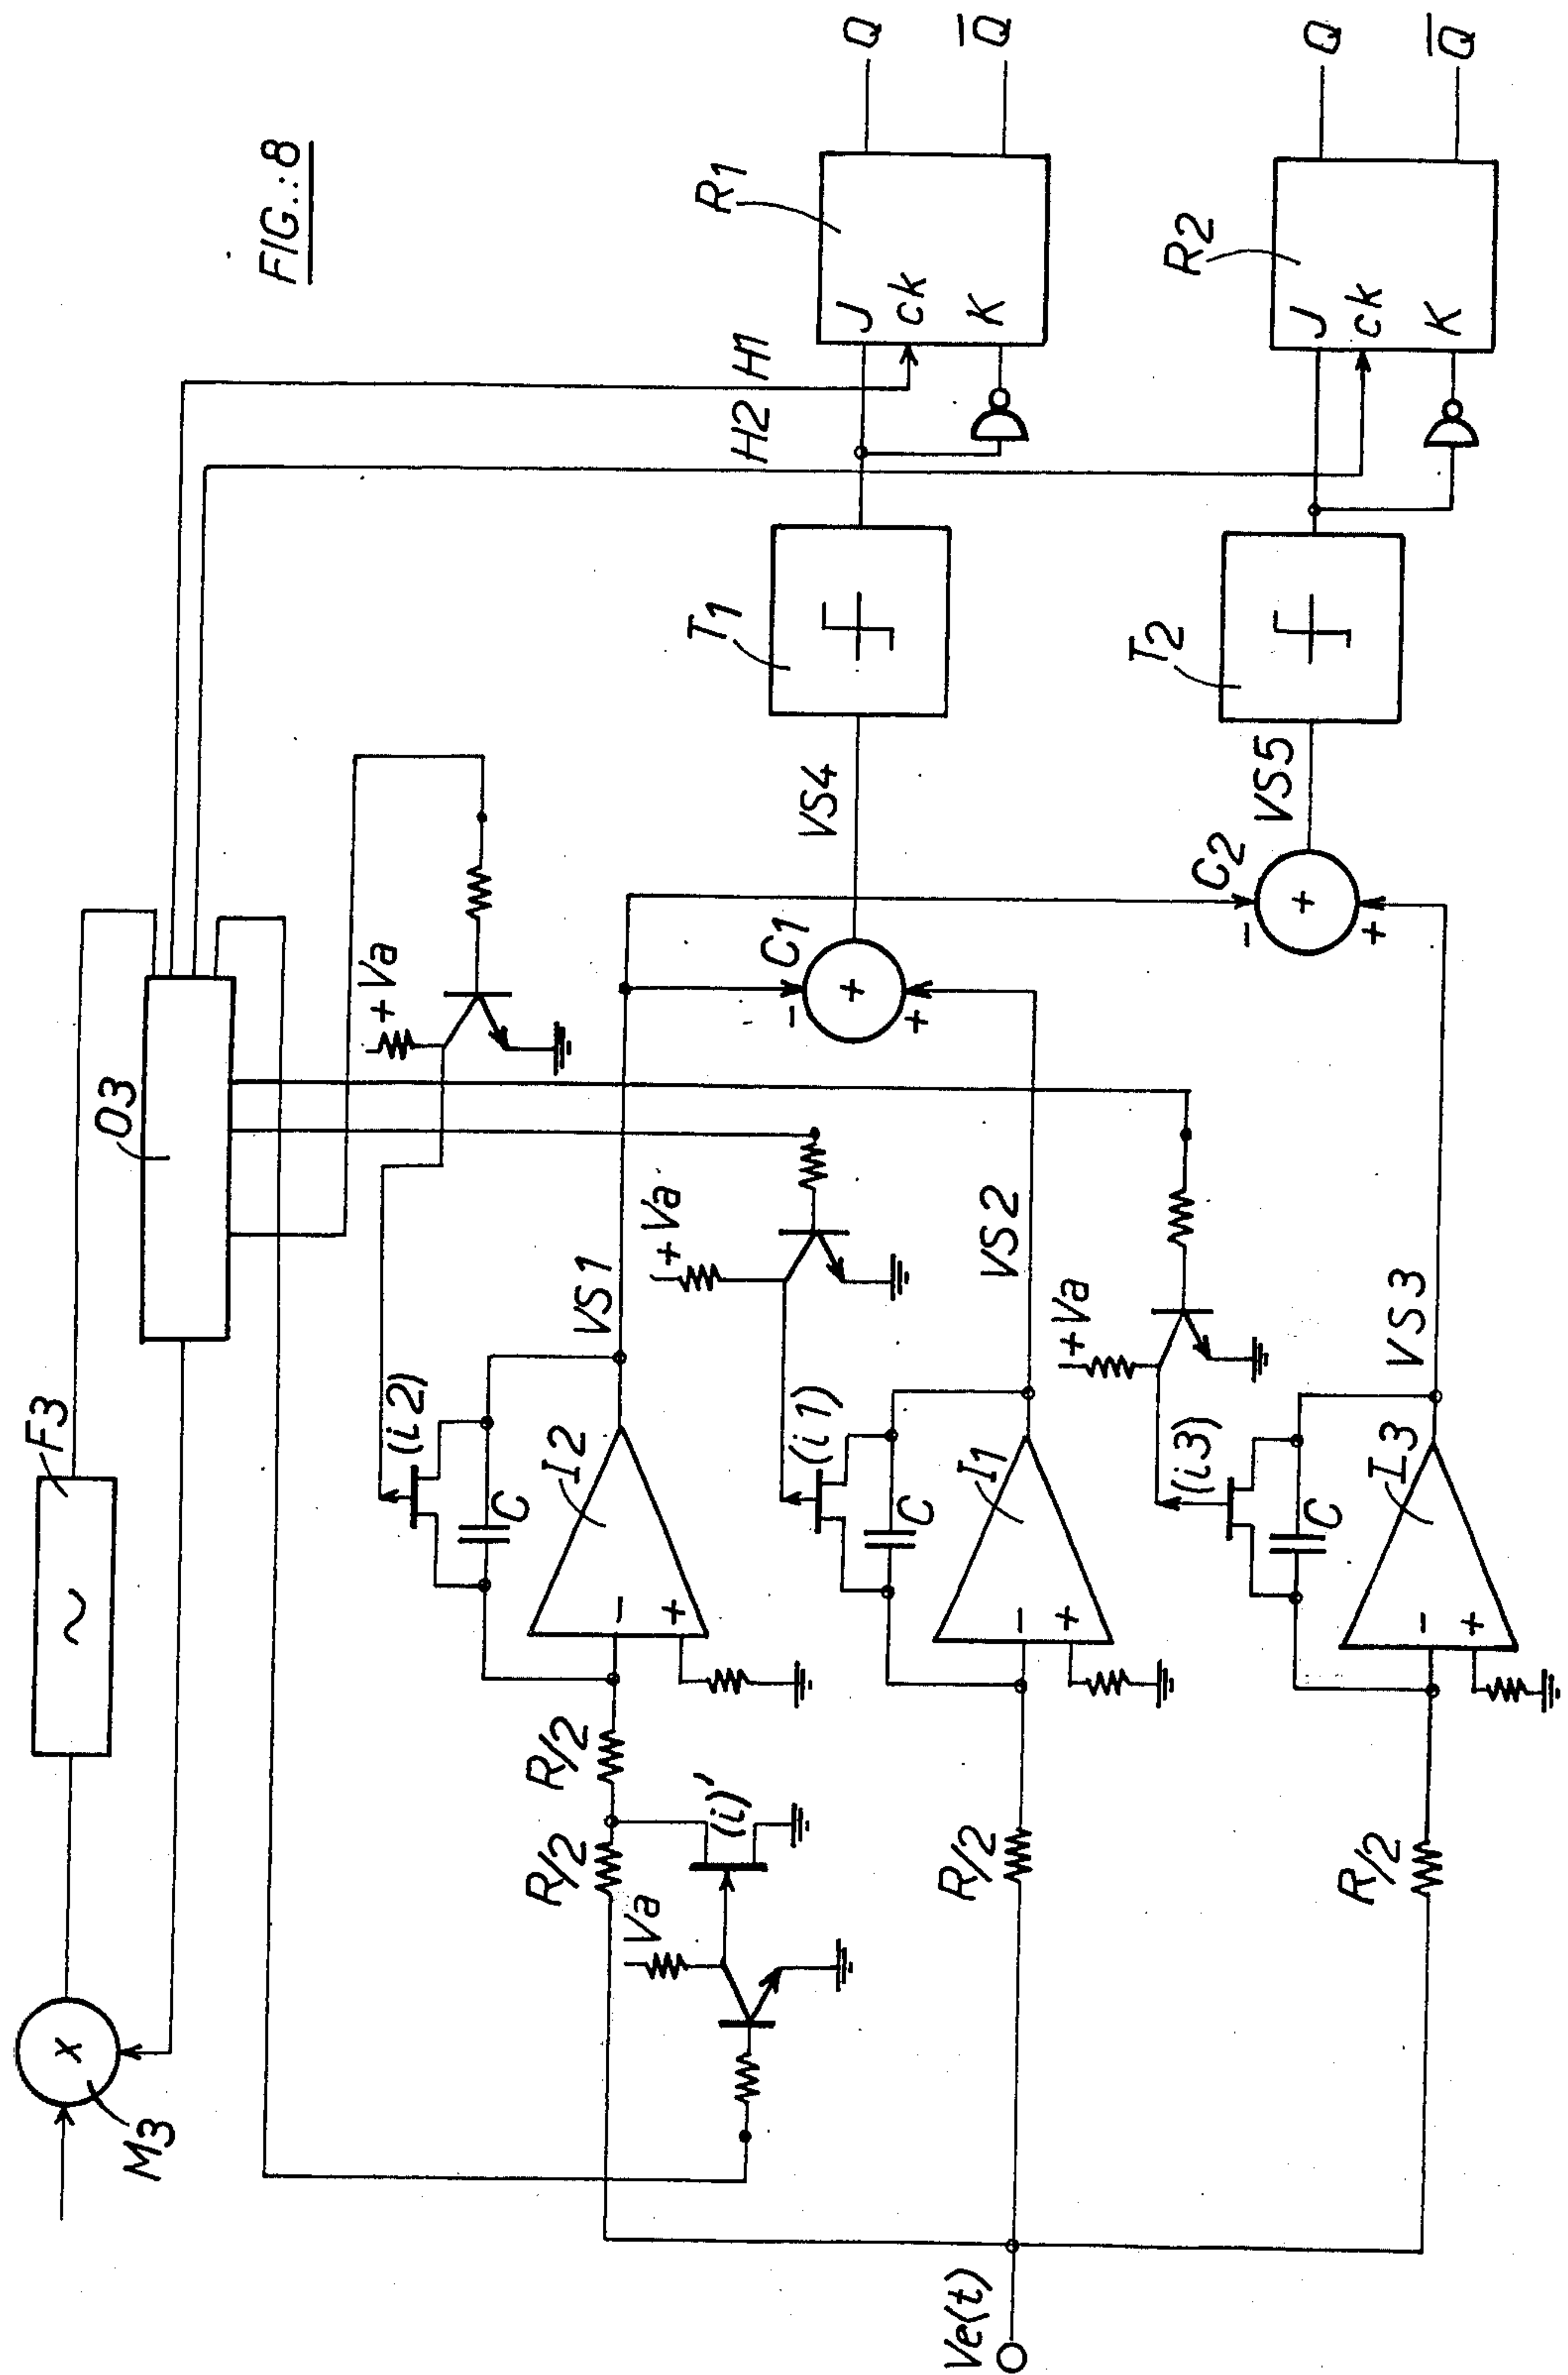 FIG.:8
M3
X
F3
~
O3
+Va
R/2
R/2
Va
(i)'
(i2)
C
I2
-
+
VS1
+Va
R/2
(i1)
C
I1
-
+
VS2
+Va
R/2
(i3)
C
I3
-
+
VS3
Ve(t)
C1
-
+
+
VS4
T1
H2
H1
J
ck
K
R1
Q
Q̅
C2
-
+
+
VS5
T2
J
ck
K
R2
Q
Q̅